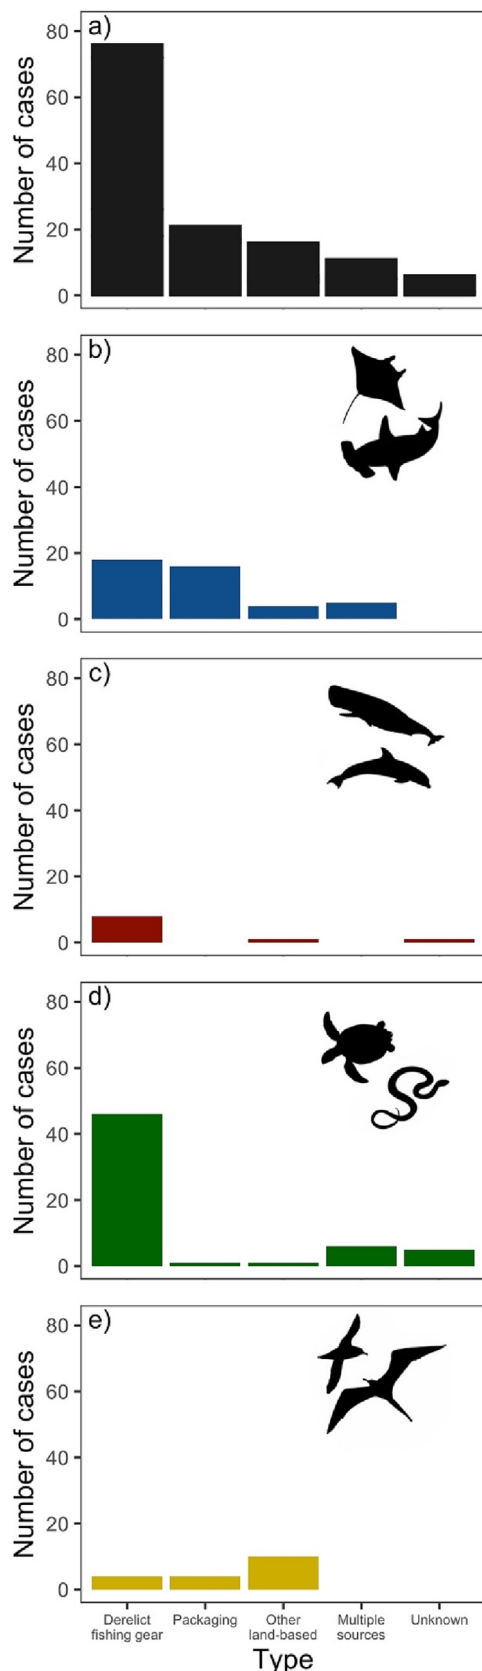 a)
Number of cases
80
60
40
20
0
b)
Number of cases
80
60
40
20
0
c)
Number of cases
80
60
40
20
0
d)
Number of cases
80
60
40
20
0
e)
Number of cases
80
60
40
20
0
Derelict
fishing gear
Packaging
Other
land-based
Multiple
sources
Unknown
Type